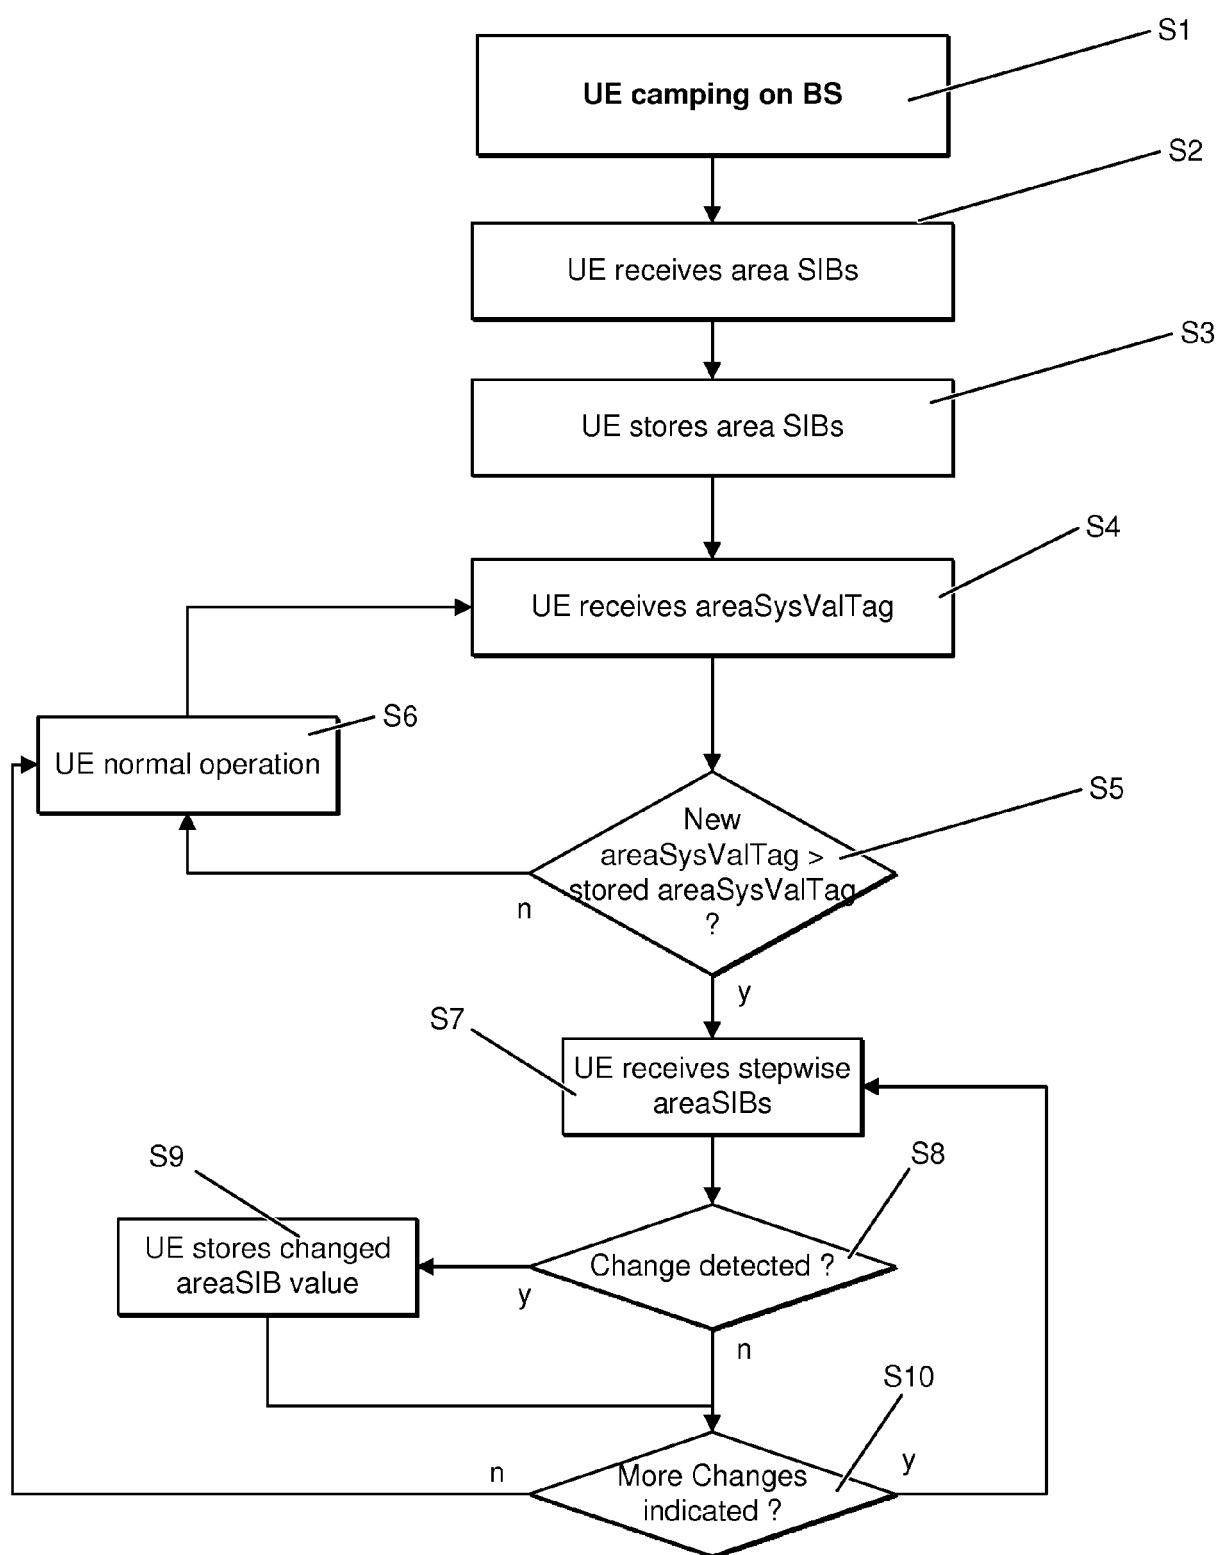 S1
UE camping on BS
S2
UE receives area SIBs
S3
UE stores area SIBs
S4
UE receives areaSysValTag
S6
UE normal operation
S5
New
areaSysValTag >
stored areaSysValTag
?
n
y
S7
UE receives stepwise
areaSIBs
S9
S8
UE stores changed
areaSIB value
Change detected ?
y
n
S10
n
More Changes
indicated ?
y